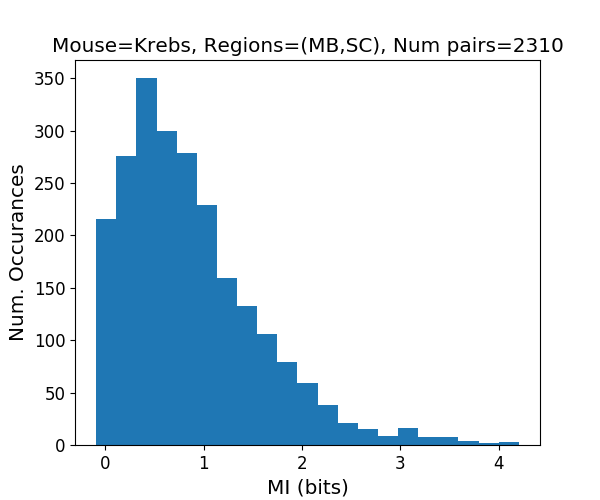 Mouse=Krebs, Regions=(MB,SC), Num pairs=2310
Num. Occurances
350
300
250
200
150
100
50
0
0 1 2 3 4
MI (bits)